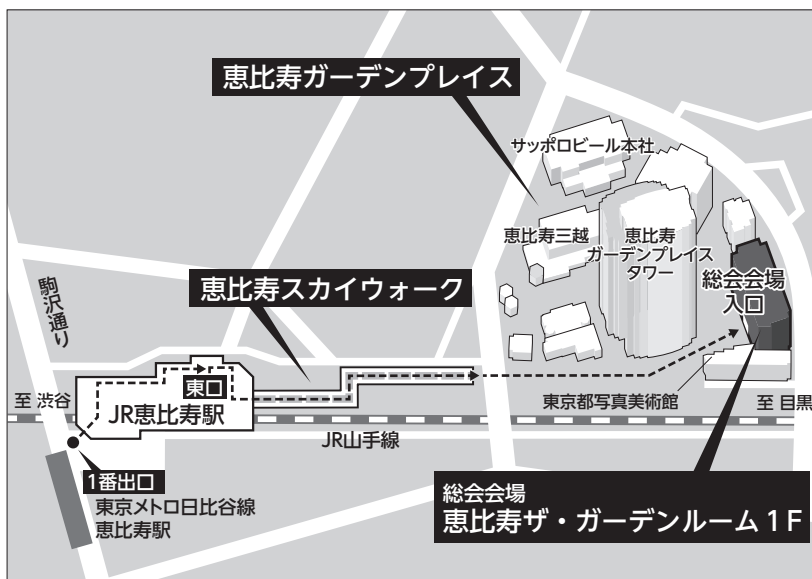 恵比寿ガーデンプレイス
サッポロビール本社
恵比寿三越
恵比寿
ガーデンプレイス
タワー
総会会場
入口
恵比寿スカイウォーク
駒沢通り
東口
至 渋谷
JR恵比寿駅
東京都写真美術館
至 目黒
JR山手線
1番出口
東京メトロ日比谷線
恵比寿駅
総会会場
恵比寿ザ・ガーデンルーム 1F